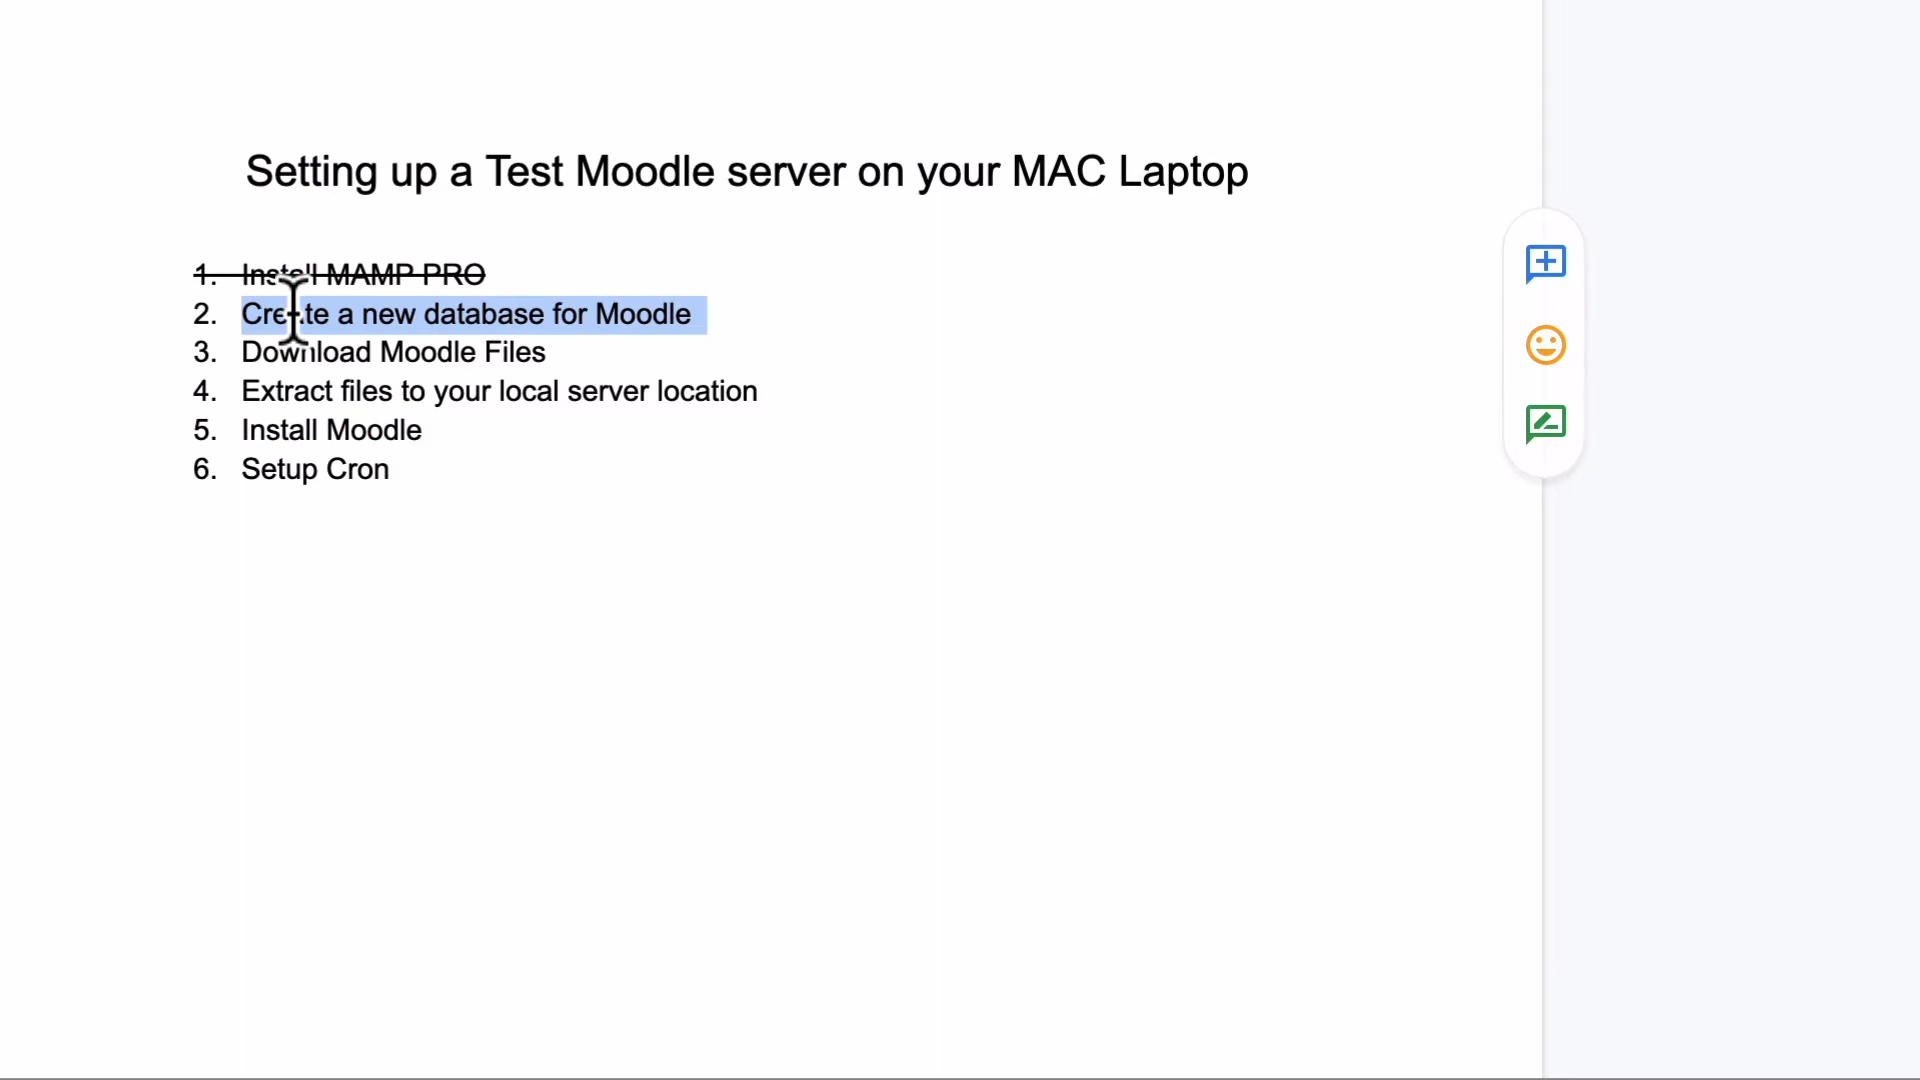 Setting up a Test Moodle server on your MAC Laptop
1. Install MAMP PRO
2. Create a new database for Moodle
3. Download Moodle Files
4. Extract files to your local server location
5. Install Moodle
6. Setup Cron